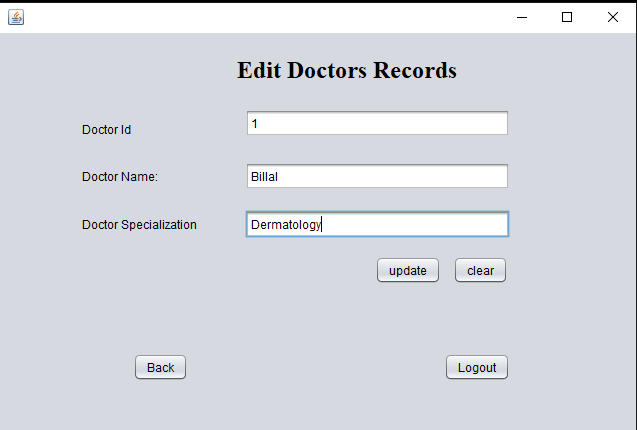 Edit Doctors Records
Doctor Id 1
Doctor Name: Billal
Doctor Specialization Dermatology
update clear
Back Logout